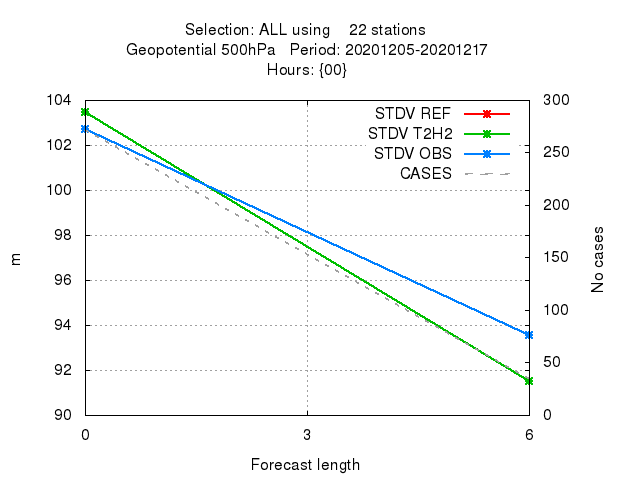 Selection: ALL using    22 stations
Geopotential 500hPa   Period: 20201205-20201217
Hours: {00}
104
102
100
98
96
94
92
90
m
STDV REF
STDV T2H2
STDV OBS
CASES
300
250
200
150
100
50
0
No cases
0
3
6
Forecast length